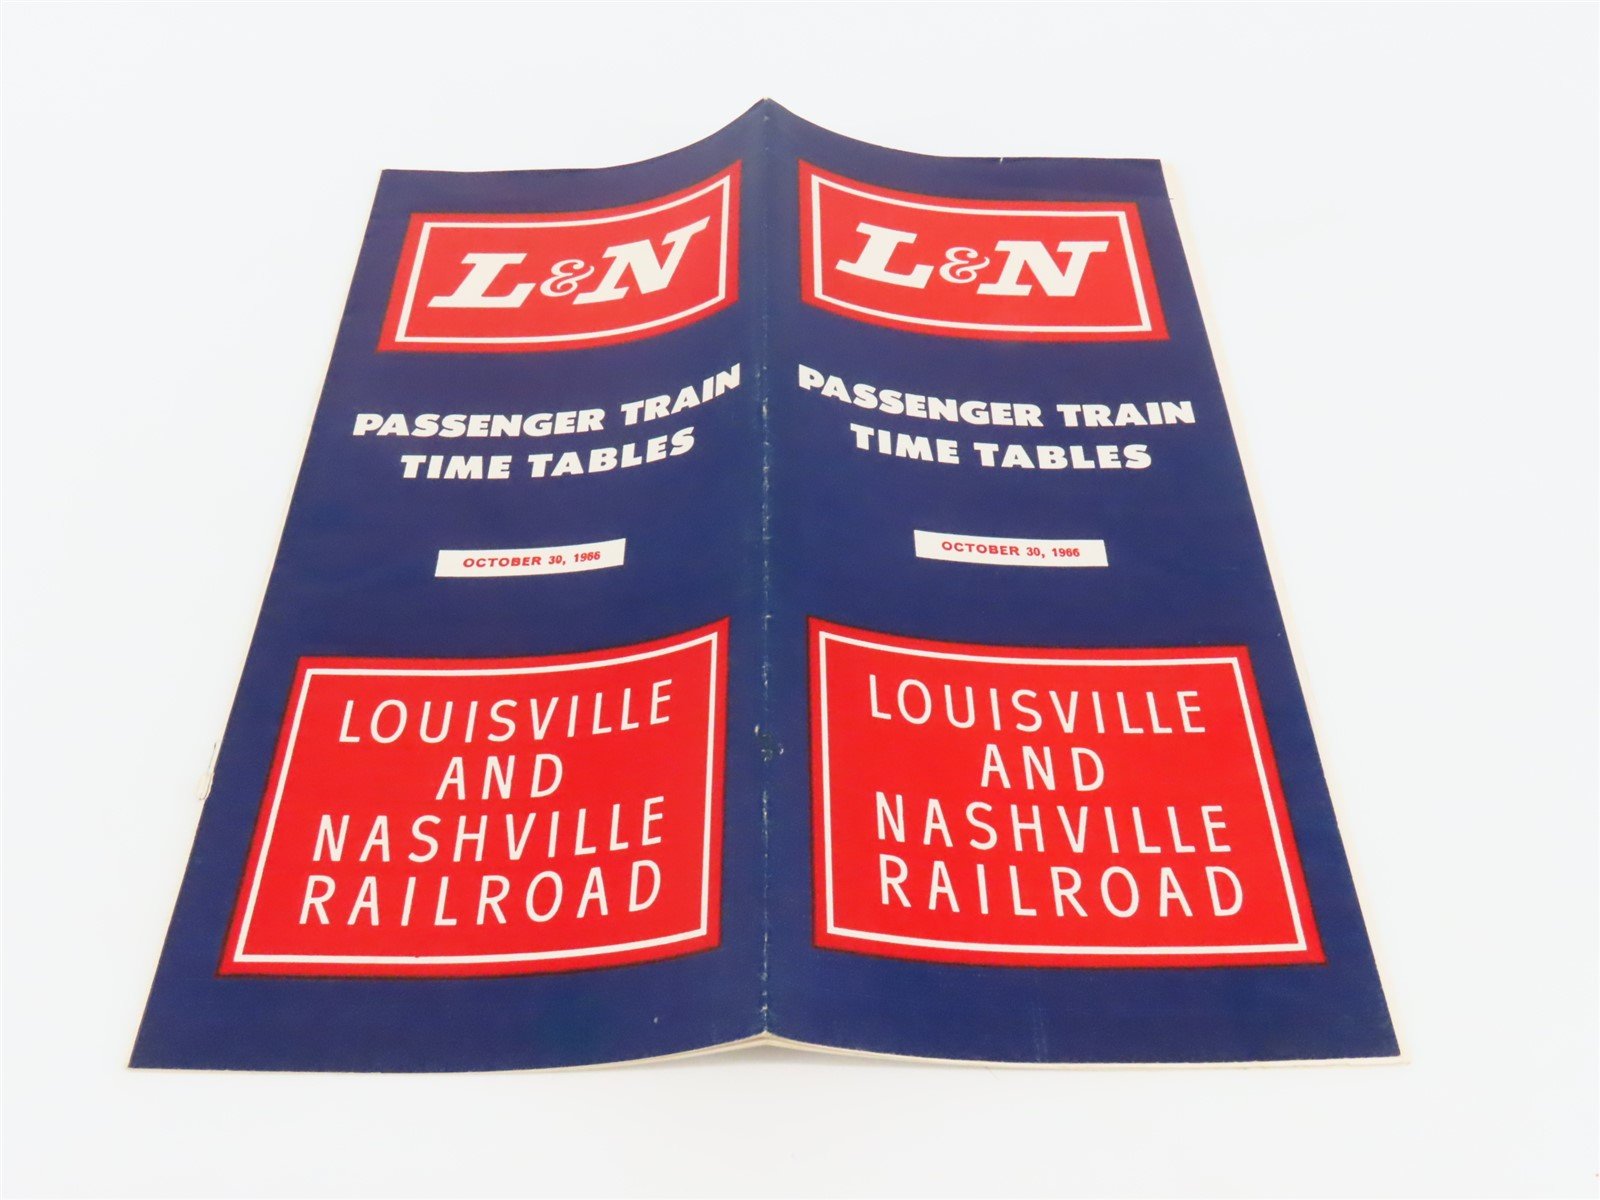 L&N
PASSENGER TRAIN
TIME TABLES
OCTOBER 30, 1966
LOUISVILLE
AND
NASHVILLE
RAILROAD
L&N
PASSENGER TRAIN
TIME TABLES
OCTOBER 30, 1966
LOUISVILLE
AND
NASHVILLE
RAILROAD